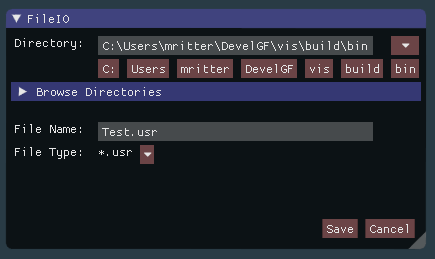 FileIO
Directory: C:\Users\mritter\DevelGF\vis\build\bin
C: Users mritter DevelGF vis build bin
Browse Directories
File Name: Test.usr
File Type: *.usr
Save Cancel